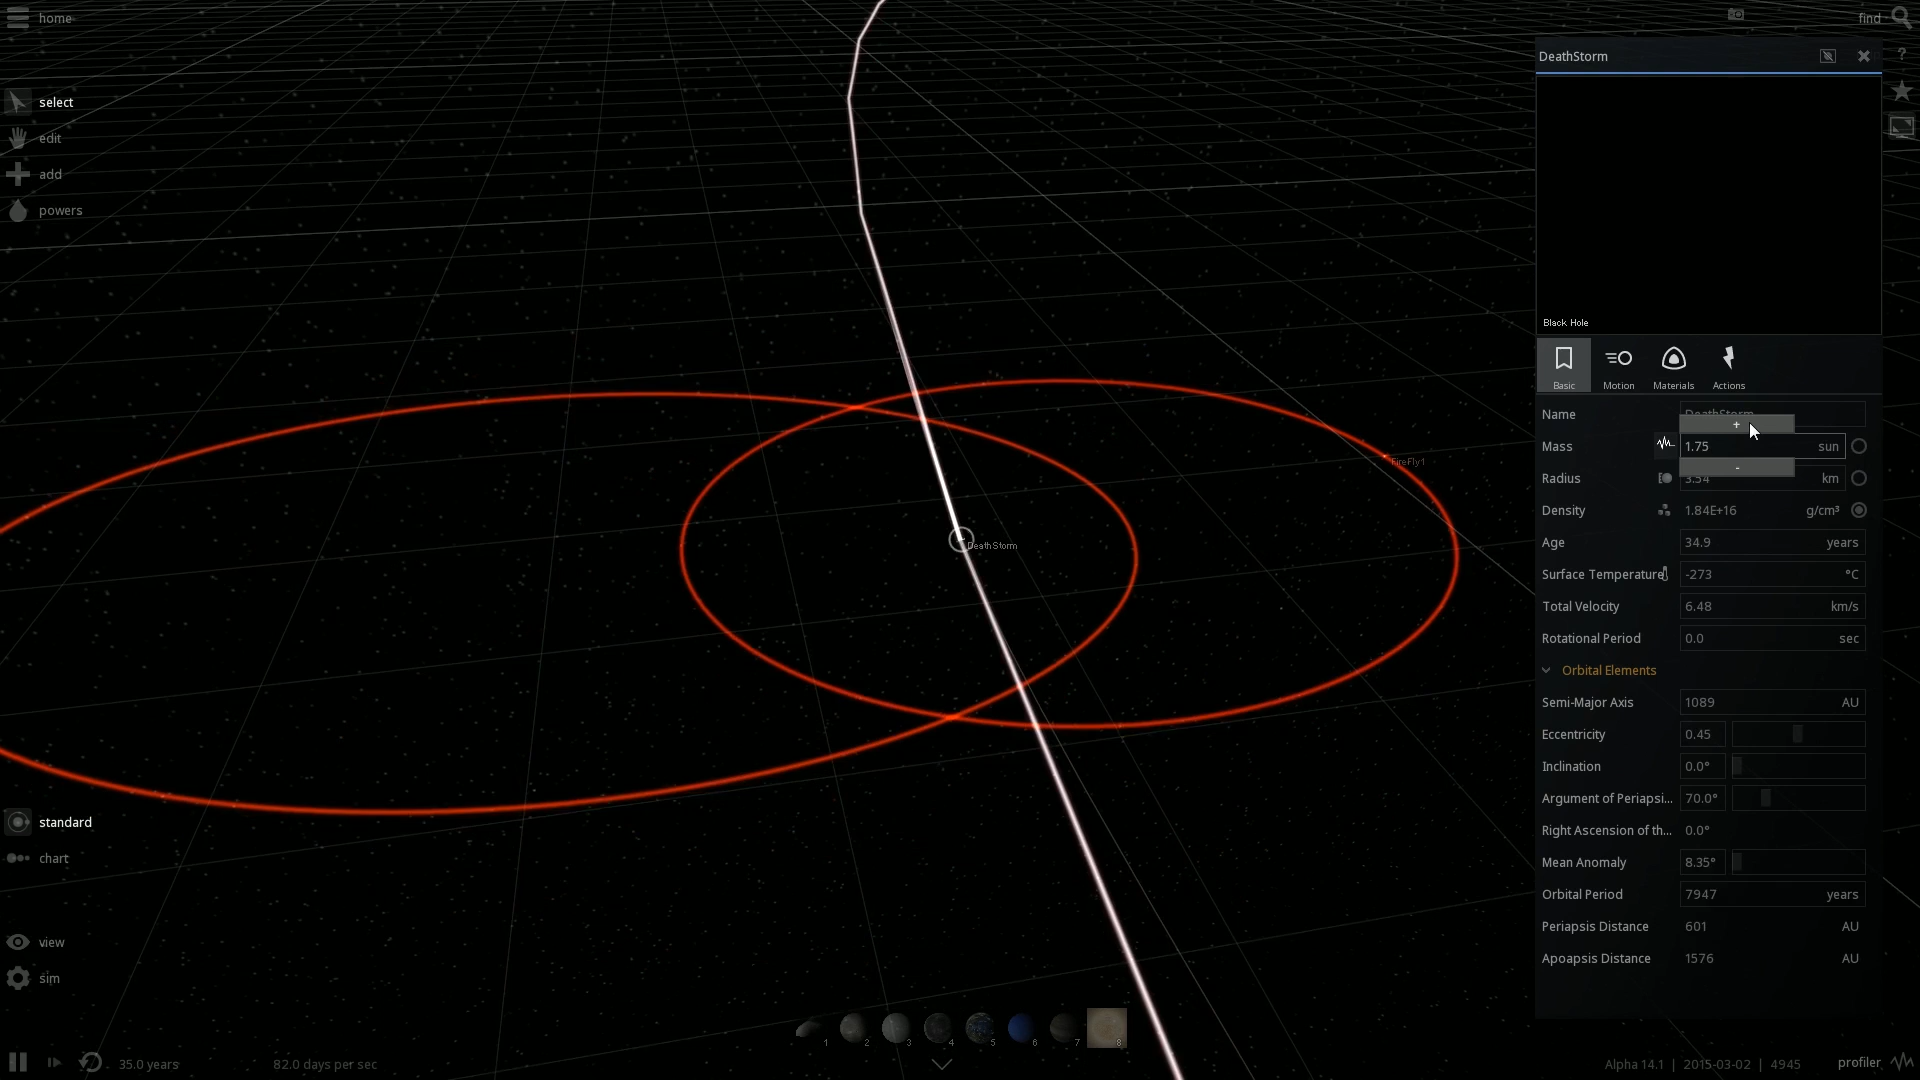 home
find
DeathStorm
?
select
edit
add
powers
Black Hole
Basic
Motion
Materials
Actions
Name DeathStorm
+
Mass 1.75 sun
-
Radius 3.54 km
Density 1.84E+16 g/cm³
Age 34.9 years
Surface Temperature -273 °C
Total Velocity 6.48 km/s
Rotational Period 0.0 sec
Orbital Elements
Semi-Major Axis 1089 AU
Eccentricity 0.45
Inclination 0.0°
Argument of Periapsi... 70.0°
Right Ascension of th... 0.0°
Mean Anomaly 8.35°
Orbital Period 7947 years
Periapsis Distance 601 AU
Apoapsis Distance 1576 AU
FireFly1
DeathStorm
standard
chart
view
sim
1 2 3 4 5 6 7 8
35.0 years
82.0 days per sec
Alpha 14.1 | 2015-03-02 | 4945
profiler